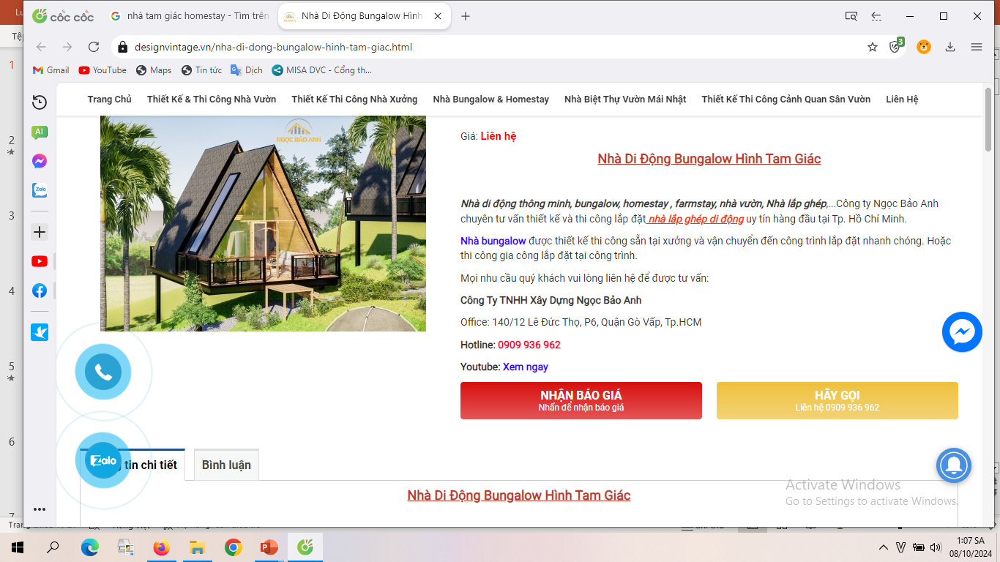 cốc cốc
nhà tam giác homestay - Tìm trên
Nhà Di Động Bungalow Hình
designvintage.vn/nha-di-dong-bungalow-hinh-tam-giac.html
3
Gmail
YouTube
Maps
Tin tức
Dịch
MISA DVC - Cổng th...
Trang Chủ
Thiết Kế & Thi Công Nhà Vườn
Thiết Kế Thi Công Nhà Xưởng
Nhà Bungalow & Homestay
Nhà Biệt Thự Vườn Mái Nhật
Thiết Kế Thi Công Cảnh Quan Sân Vườn
Liên Hệ
1
2
3
4
5
6
7
AI
Zalo
NGỌC BẢO ANH
Giá: Liên hệ
Nhà Di Động Bungalow Hình Tam Giác
Nhà di động thông minh, bungalow, homestay , farmstay, nhà vườn, Nhà lắp ghép,...Công ty Ngọc Bảo Anh
chuyên tư vấn thiết kế và thi công lắp đặt nhà lắp ghép di động uy tín hàng đầu tại Tp. Hồ Chí Minh.
Nhà bungalow được thiết kế thi công sẵn tại xưởng và vận chuyển đến công trình lắp đặt nhanh chóng. Hoặc
thi công gia công lắp đặt tại công trình.
Mọi nhu cầu quý khách vui lòng liên hệ để được tư vấn:
Công Ty TNHH Xây Dựng Ngọc Bảo Anh
Office: 140/12 Lê Đức Thọ, P6, Quận Gò Vấp, Tp.HCM
Hotline: 0909 936 962
Youtube: Xem ngay
NHẬN BÁO GIÁ
Nhấn để nhận báo giá
HÃY GỌI
Liên hệ 0909 936 962
Zalo
tin chi tiết
Bình luận
Nhà Di Động Bungalow Hình Tam Giác
Activate Windows
Go to Settings to activate Windows.
1:07 SA
08/10/2024